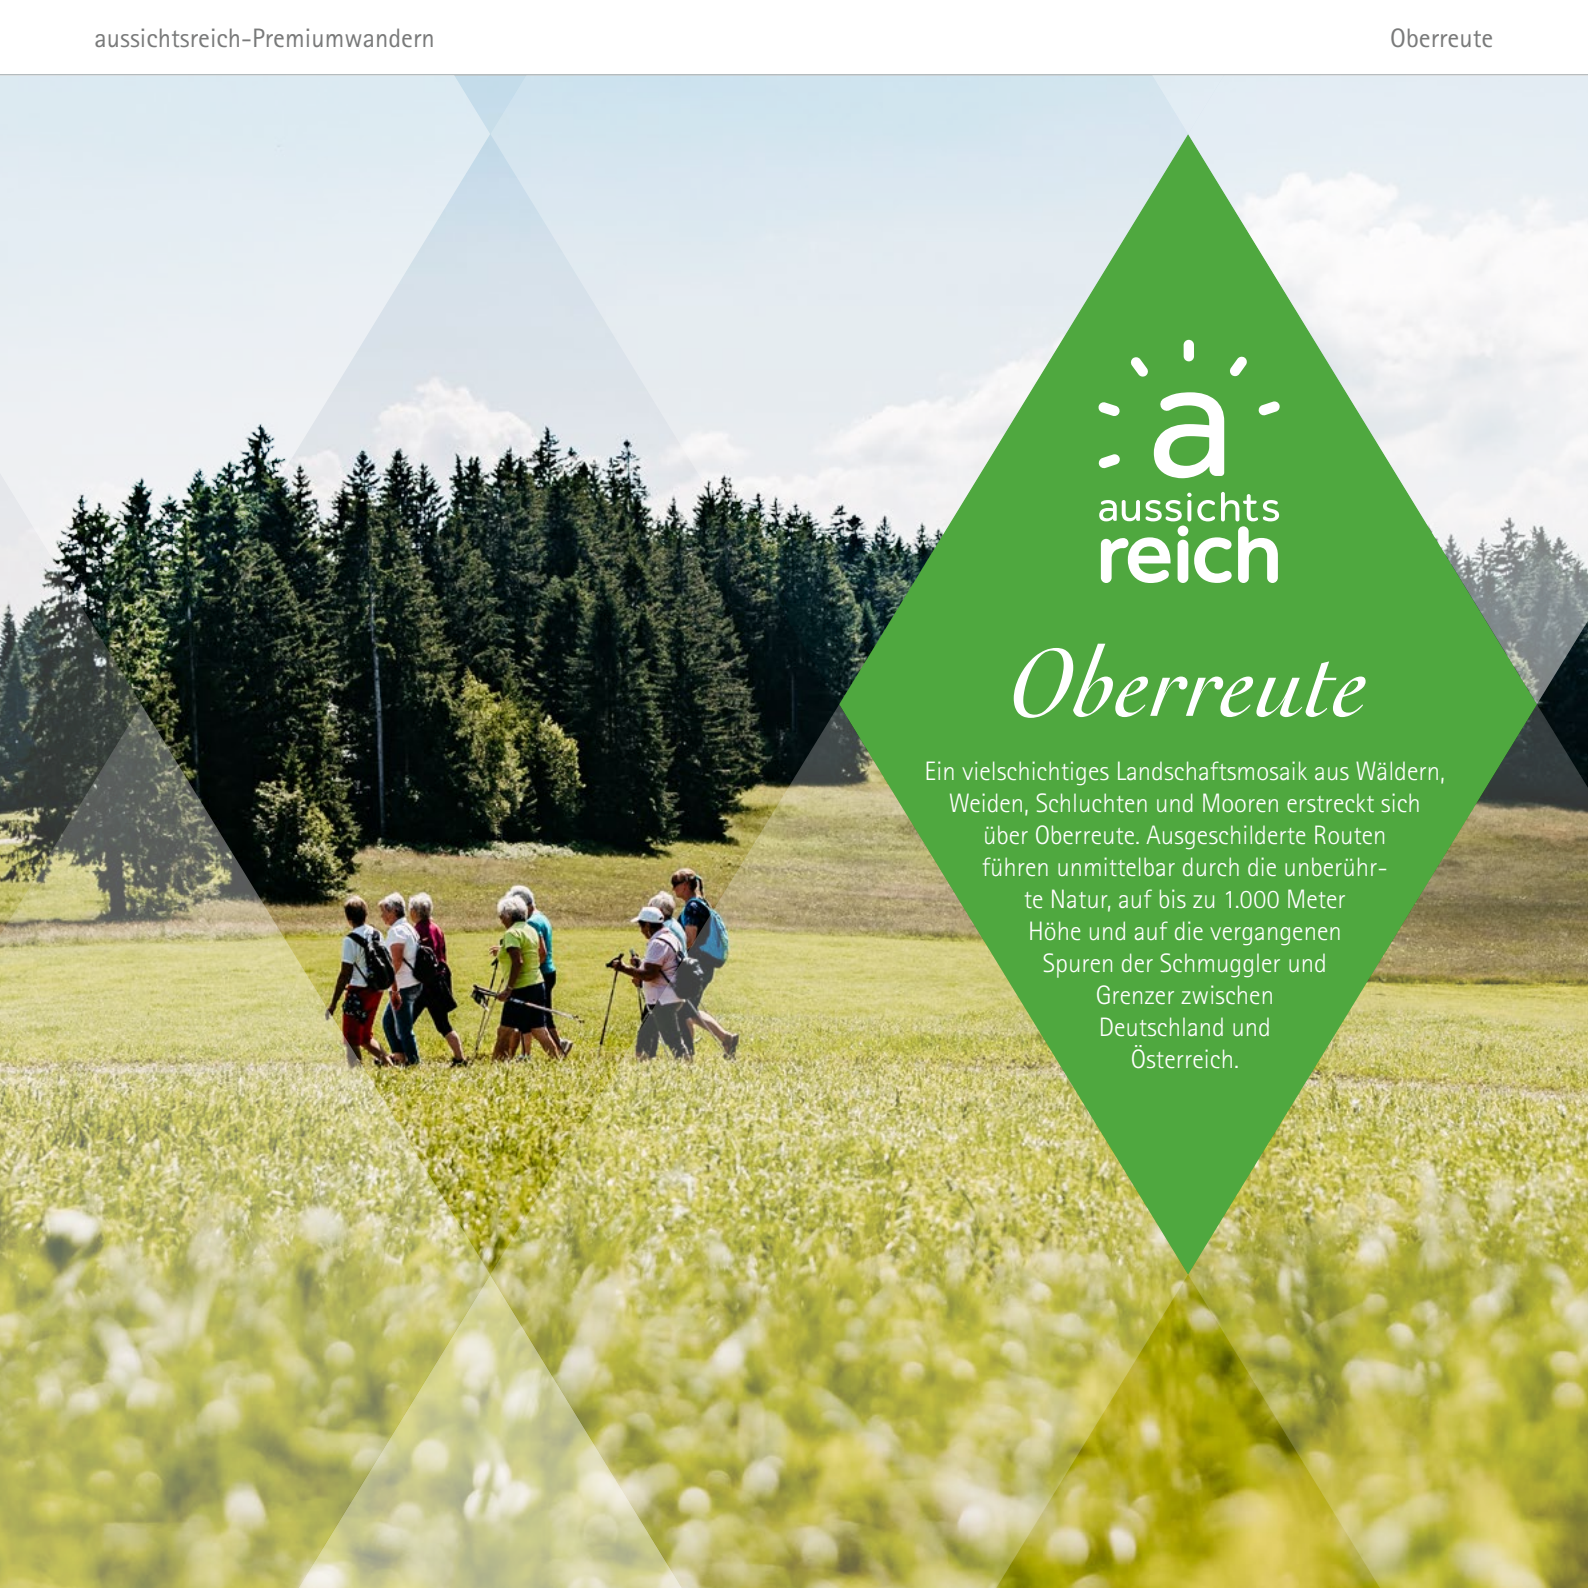 aussichtsreich-Premiumwandern
Oberreute
a
aussichts
reich
Oberreute
Ein vielschichtiges Landschaftsmosaik aus Wäldern,
Weiden, Schluchten und Mooren erstreckt sich
über Oberreute. Ausgeschilderte Routen
führen unmittelbar durch die unberühr-
te Natur, auf bis zu 1.000 Meter
Höhe und auf die vergangenen
Spuren der Schmuggler und
Grenzer zwischen
Deutschland und
Österreich.